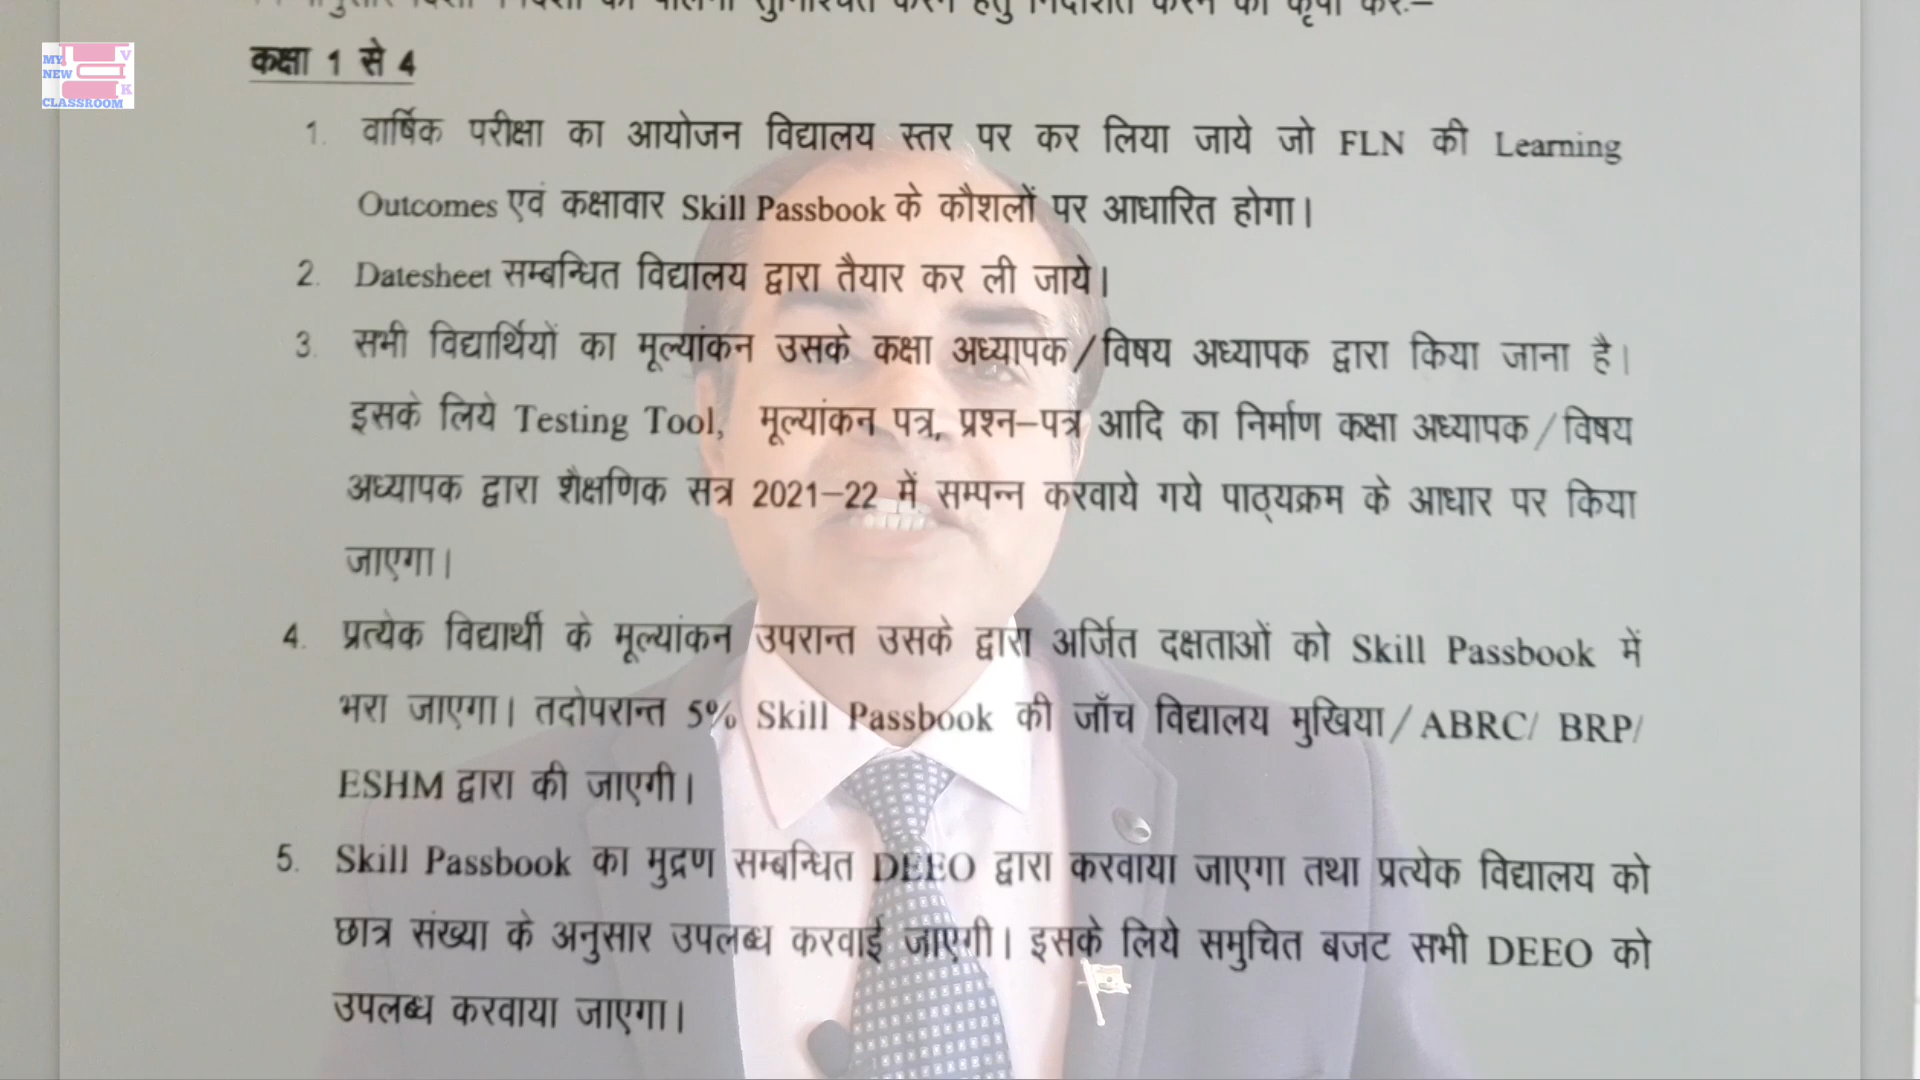 करने हेतु निर्देशित करने की कृपा करें:–
MY NEW CLASSROOM VK
कक्षा 1 से 4
1. वार्षिक परीक्षा का आयोजन विद्यालय स्तर पर कर लिया जाये जो FLN की Learning
Outcomes एवं कक्षावार Skill Passbook के कौशलों पर आधारित होगा।
2. Datesheet सम्बन्धित विद्यालय द्वारा तैयार कर ली जाये।
3. सभी विद्यार्थियों का मूल्यांकन उसके कक्षा अध्यापक/विषय अध्यापक द्वारा किया जाना है।
इसके लिये Testing Tool, मूल्यांकन पत्र, प्रश्न–पत्र आदि का निर्माण कक्षा अध्यापक/विषय
अध्यापक द्वारा शैक्षणिक सत्र 2021–22 में सम्पन्न करवाये गये पाठ्यक्रम के आधार पर किया
जाएगा।
4. प्रत्येक विद्यार्थी के मूल्यांकन उपरान्त उसके द्वारा अर्जित दक्षताओं को Skill Passbook में
भरा जाएगा। तदोपरान्त 5% Skill Passbook की जाँच विद्यालय मुखिया/ABRC/ BRP/
ESHM द्वारा की जाएगी।
5. Skill Passbook का मुद्रण सम्बन्धित DEEO द्वारा करवाया जाएगा तथा प्रत्येक विद्यालय को
छात्र संख्या के अनुसार उपलब्ध करवाई जाएगी। इसके लिये समुचित बजट सभी DEEO को
उपलब्ध करवाया जाएगा।